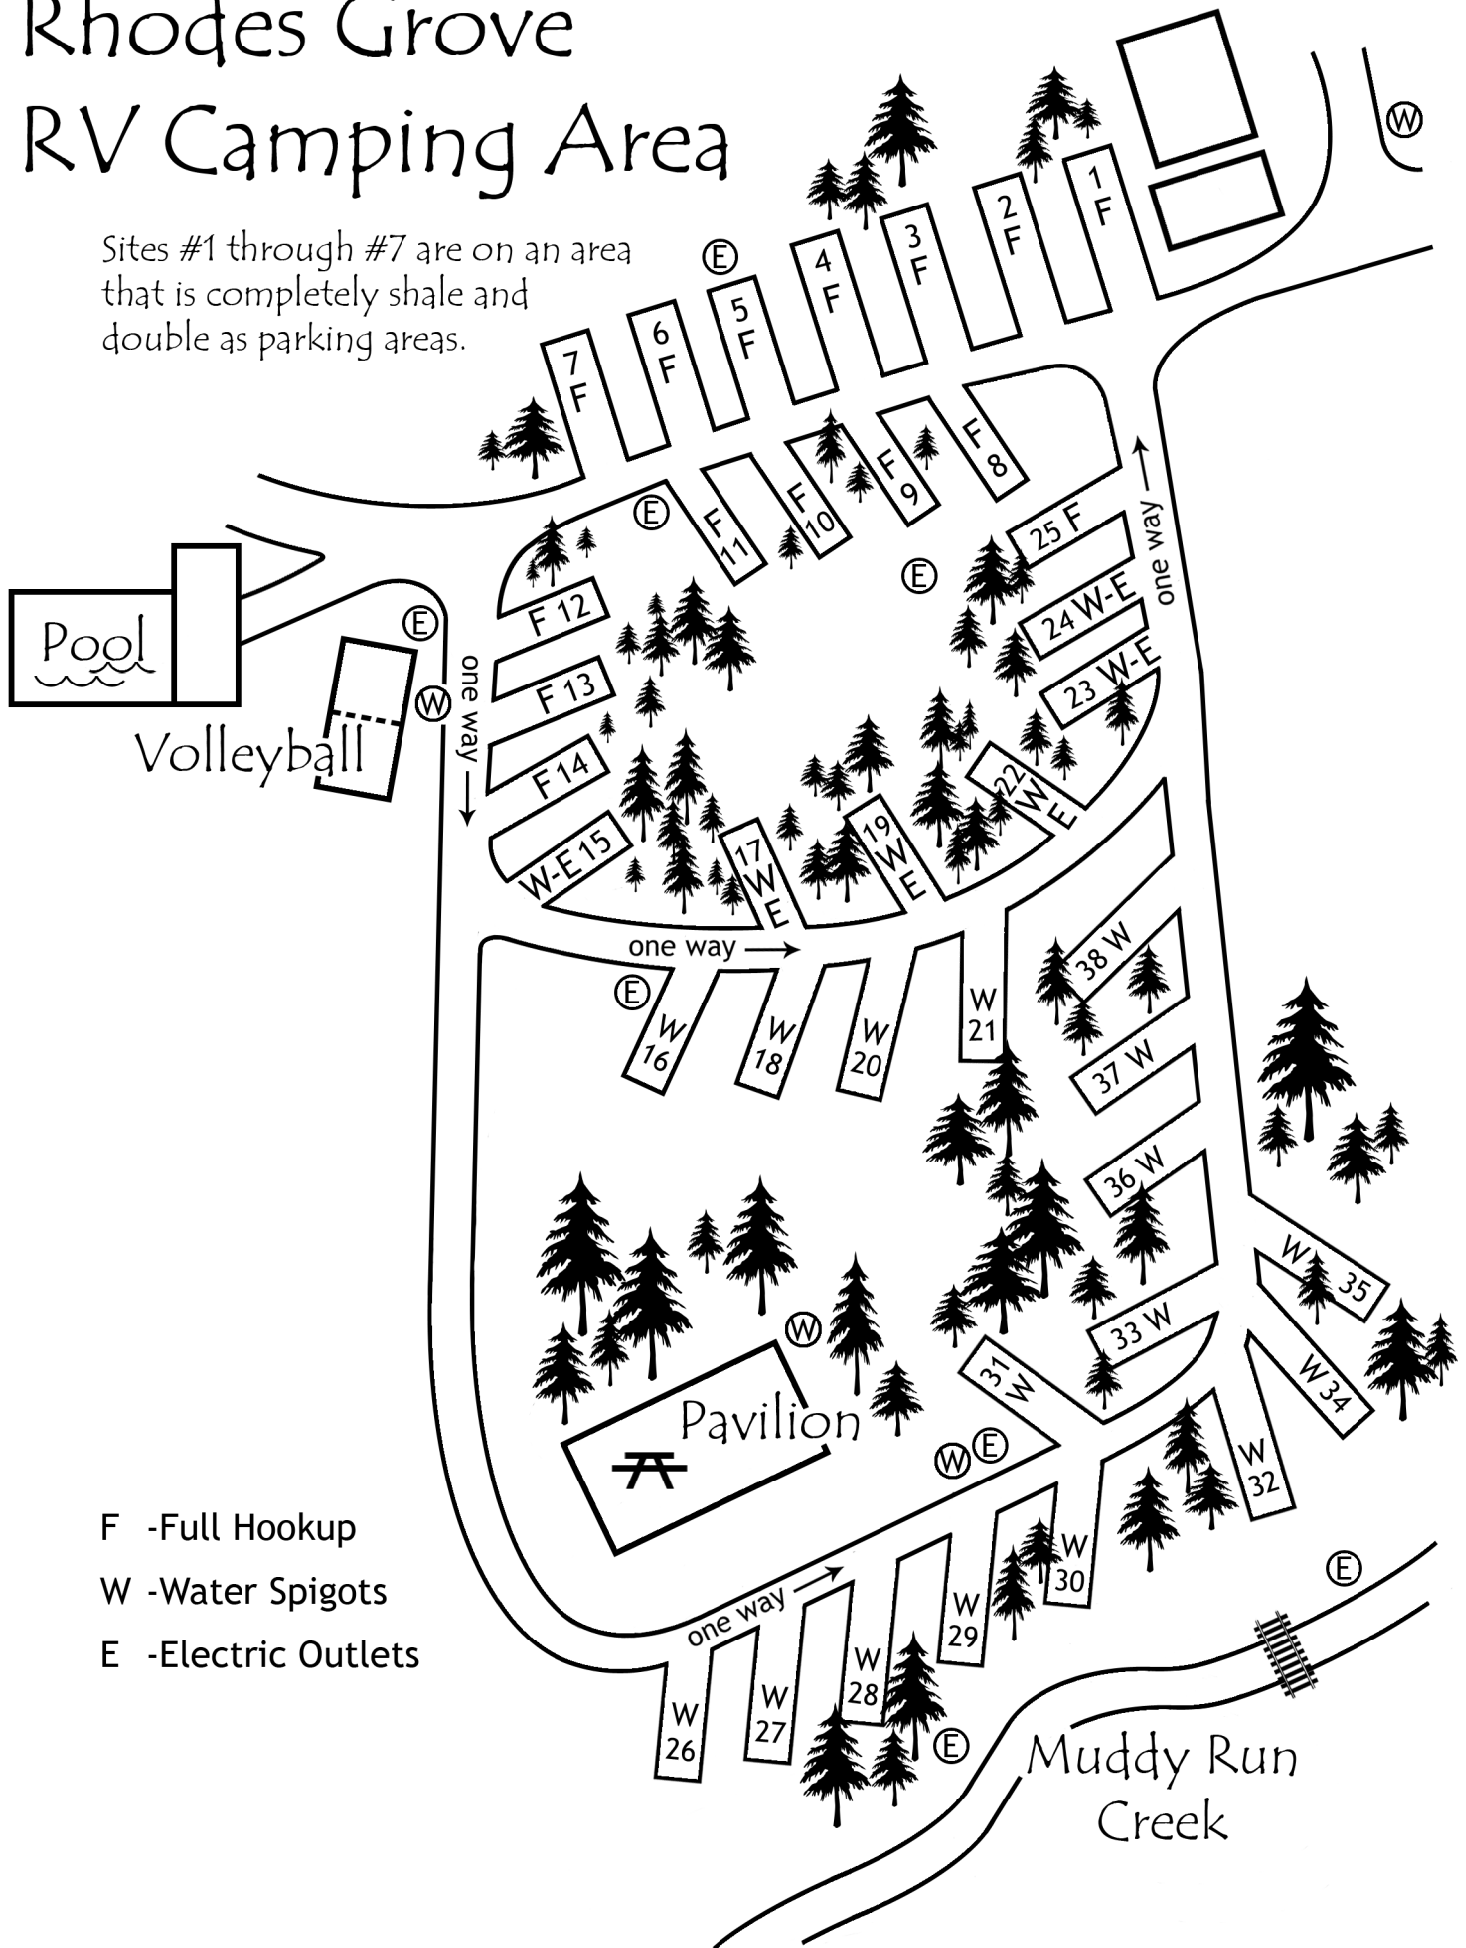 Rhodes Grove
RV Camping Area
Sites #1 through #7 are on an area
that is completely shale and
double as parking areas.
W
1
F
2
F
3
F
4
F
E
5
F
6
F
7
F
F
8
F
9
F
10
F
11
E
E
25 F
24 W-E
23 W-E
one way
F 12
F 13
F 14
W-E 15
one way
Pool
E
W
Volleyball
17
W
E
19
W
E
22
W
E
one way
E
W
16
W
18
W
20
W
21
38 W
37 W
36 W
33 W
W 35
W 34
W
32
31
W
W
Pavilion
W
E
one way
W
30
W
29
W
28
W
27
W
26
E
E
F -Full Hookup
W -Water Spigots
E -Electric Outlets
Muddy Run
Creek